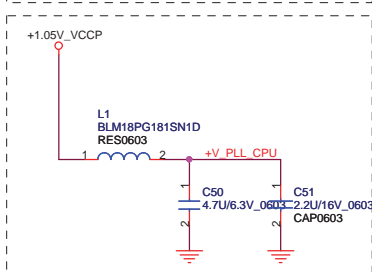 +1.05V_VCCP
L1
BLM18PG181SN1D
RES0603
1 2
+V_PLL_CPU
1 1
C50 C51
4.7U/6.3V_0603 2.2U/16V_0603
CAP0603
2 2